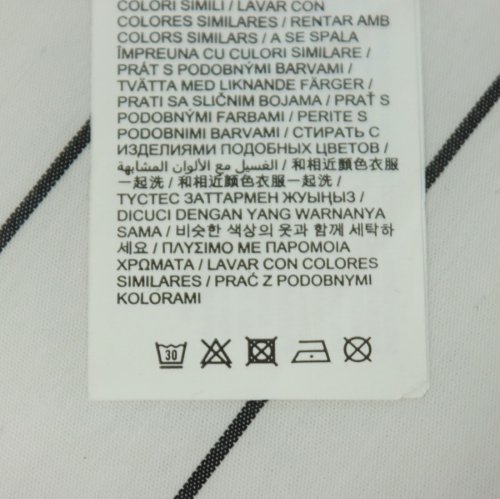 COLORI SIMILI / LAVAR CON
COLORES SIMILARES / RENTAR AMB
COLORS SIMILARS / A SE SPALA
ÎMPREUNA CU CULORI SIMILARE /
PRÁT S PODOBNÝMI BARVAMI /
TVÄTTA MED LIKNANDE FÄRGER /
PRATI SA SLIČNIM BOJAMA / PRAŤ S
PODOBNÝMI FARBAMI / PERITE S
PODOBNIMI BARVAMI / СТИРАТЬ С
ИЗДЕЛИЯМИ ПОДОБНЫХ ЦВЕТОВ /
الغسيل مع الألوان المشابهة / 和相近顏色衣服
一起洗 / 和相近顏色衣服一起洗 /
ТҮСТЕС ЗАТТАРМЕН ЖУЫҢЫЗ /
DICUCI DENGAN YANG WARNANYA
SAMA / 비슷한 색상의 옷과 함께 세탁하
세요 / ΠΛΥΣΙΜΟ ΜΕ ΠΑΡΟΜΟΙΑ
ΧΡΩΜΑΤΑ / LAVAR CON COLORES
SIMILARES / PRAĆ Z PODOBNYMI
KOLORAMI
30